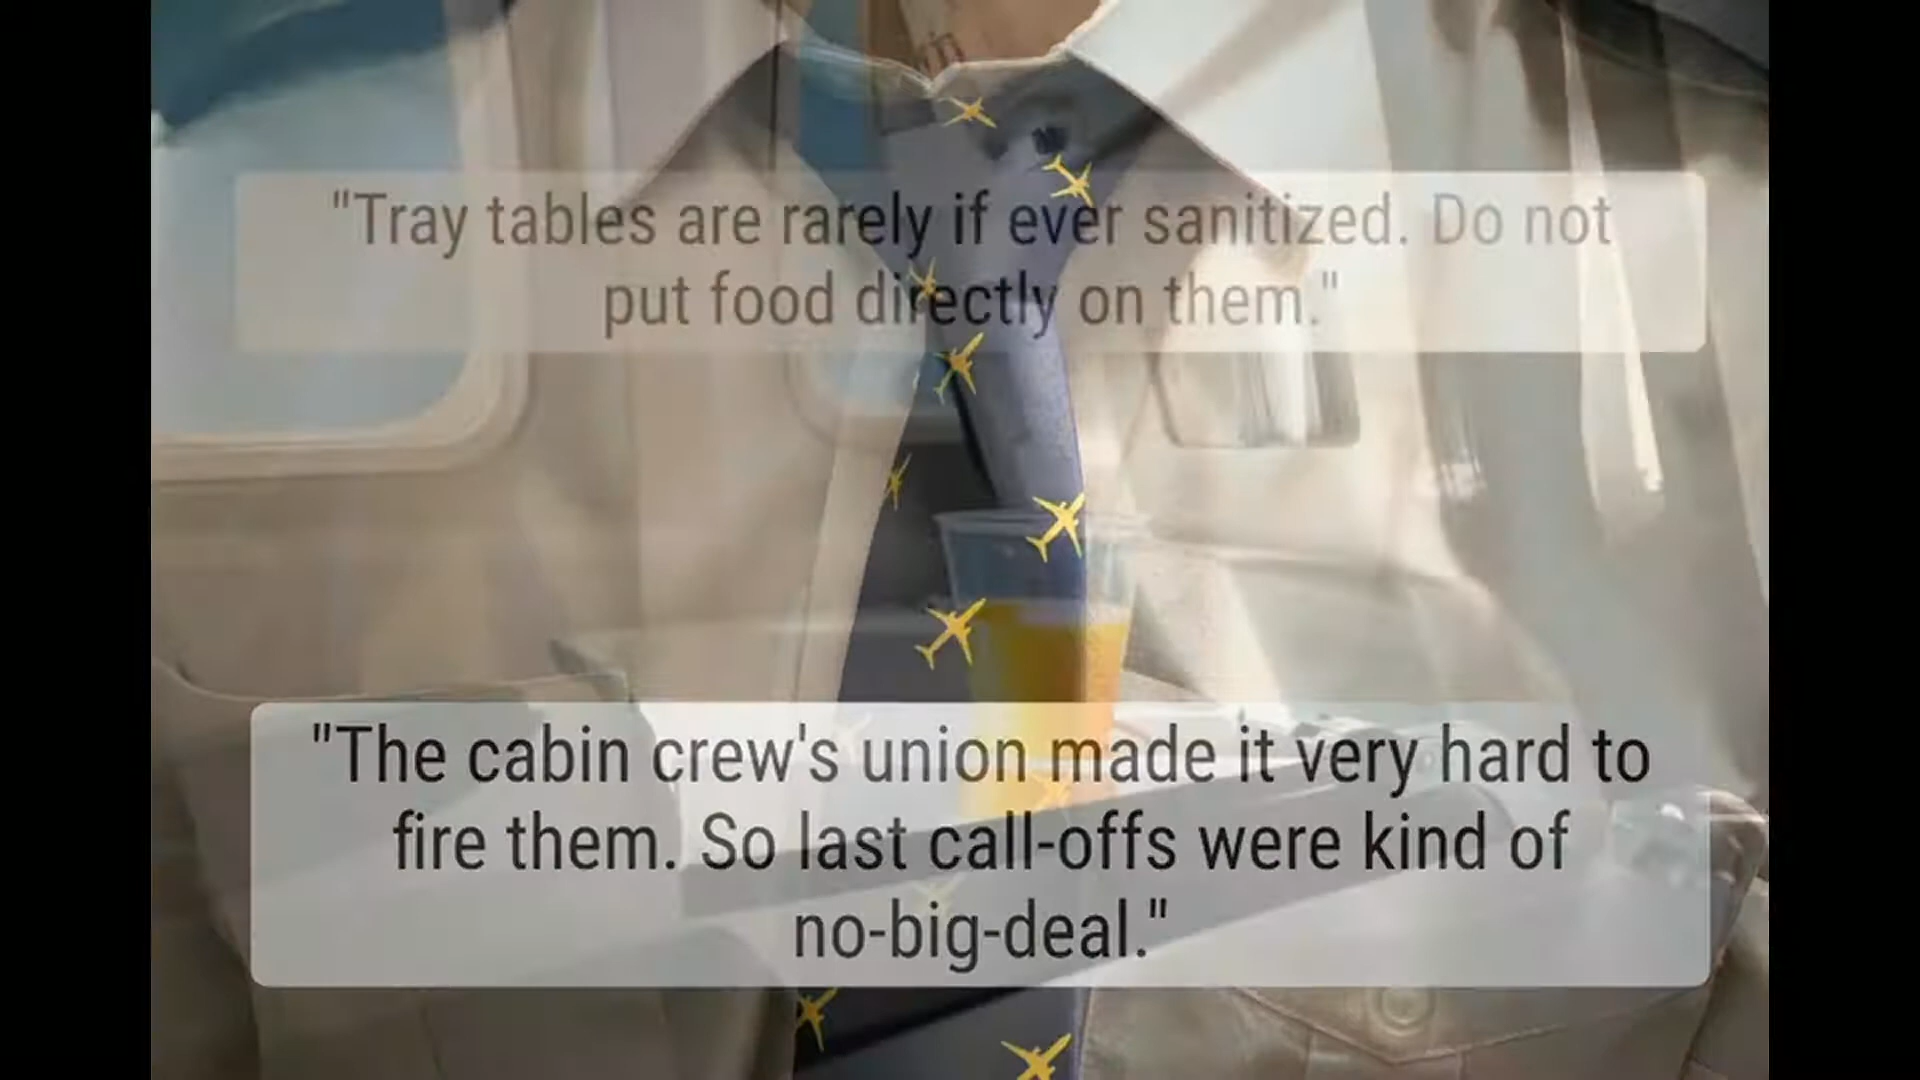 "Tray tables are rarely if ever sanitized. Do not
put food directly on them."
"The cabin crew's union made it very hard to
fire them. So last call-offs were kind of
no-big-deal."